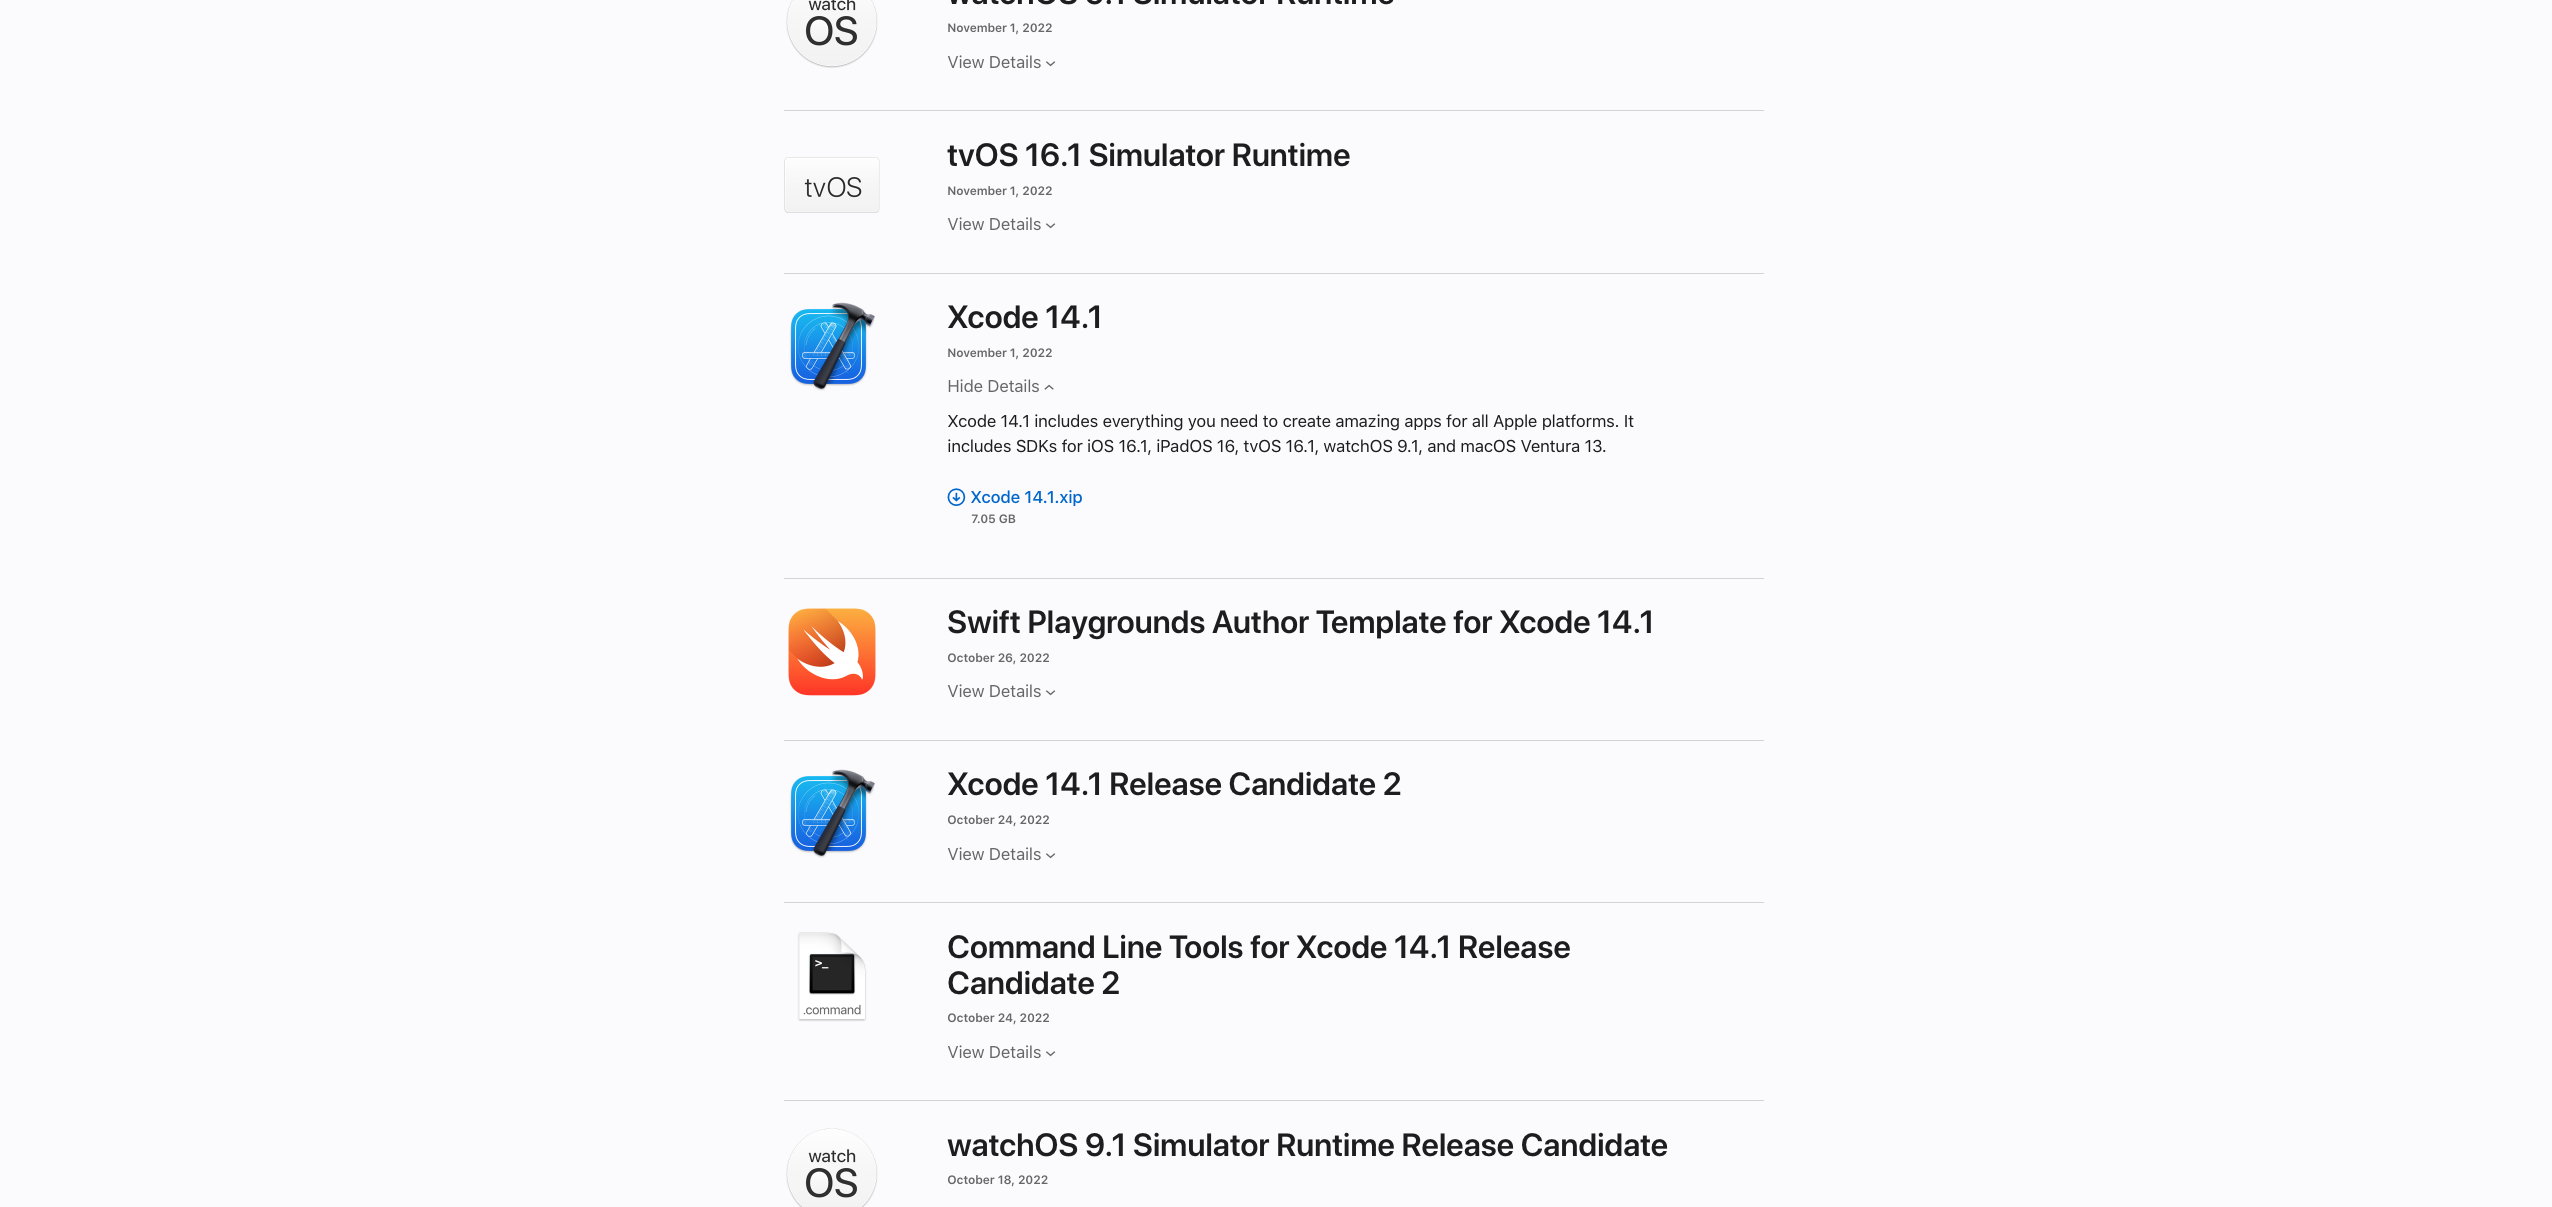 watch
OS
watchOS 9.1 Simulator Runtime
November 1, 2022
View Details
tvOS
tvOS 16.1 Simulator Runtime
November 1, 2022
View Details
Xcode 14.1
November 1, 2022
Hide Details
Xcode 14.1 includes everything you need to create amazing apps for all Apple platforms. It
includes SDKs for iOS 16.1, iPadOS 16, tvOS 16.1, watchOS 9.1, and macOS Ventura 13.
Xcode 14.1.xip
7.05 GB
Swift Playgrounds Author Template for Xcode 14.1
October 26, 2022
View Details
Xcode 14.1 Release Candidate 2
October 24, 2022
View Details
>_
.command
Command Line Tools for Xcode 14.1 Release
Candidate 2
October 24, 2022
View Details
watch
OS
watchOS 9.1 Simulator Runtime Release Candidate
October 18, 2022